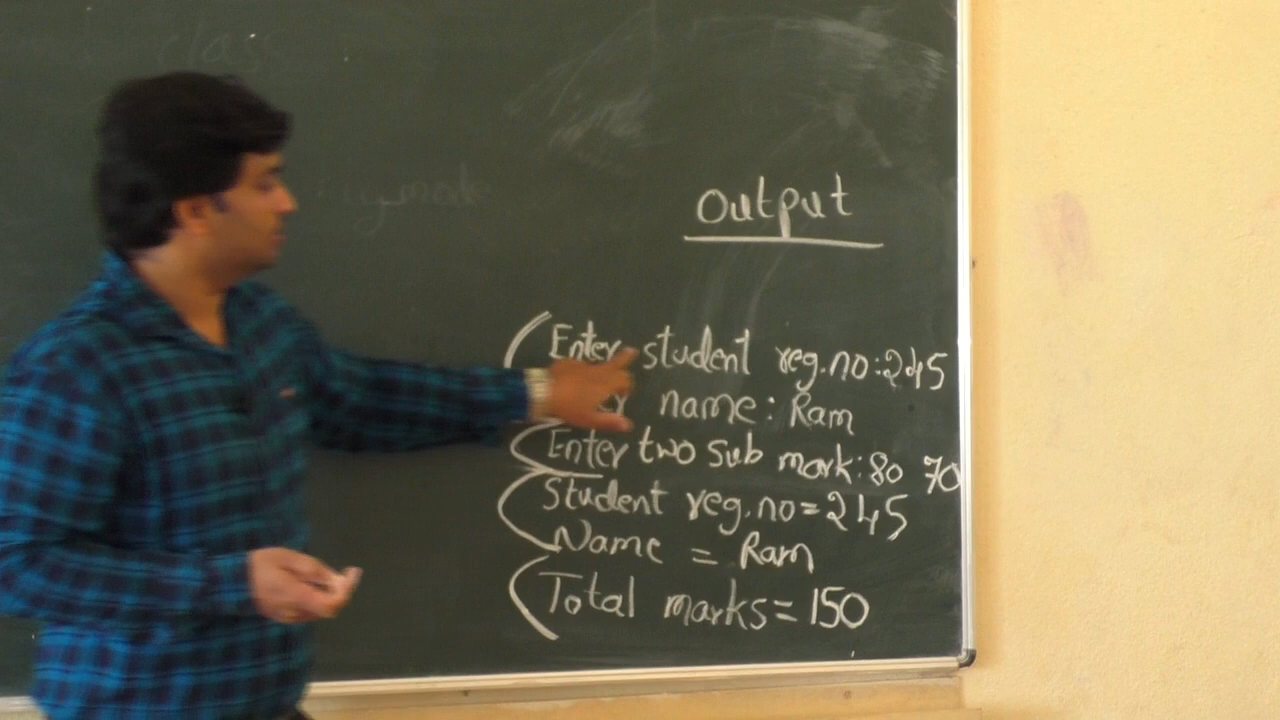 class
output
Enter student reg.no:245
name: Ram
Enter two sub mark:80 70
Student reg.no=245
Name = Ram
Total marks=150